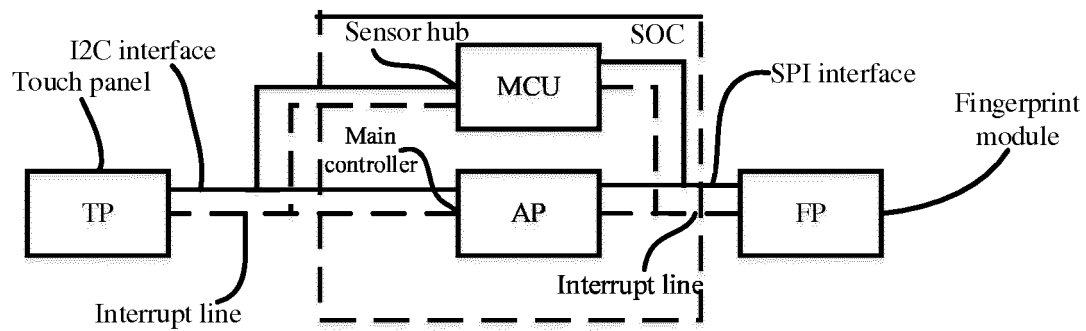 Sensor hub
SOC
I2C interface
Touch panel
MCU
SPI interface
Fingerprint
module
Main
controller
TP
AP
FP
Interrupt line
Interrupt line